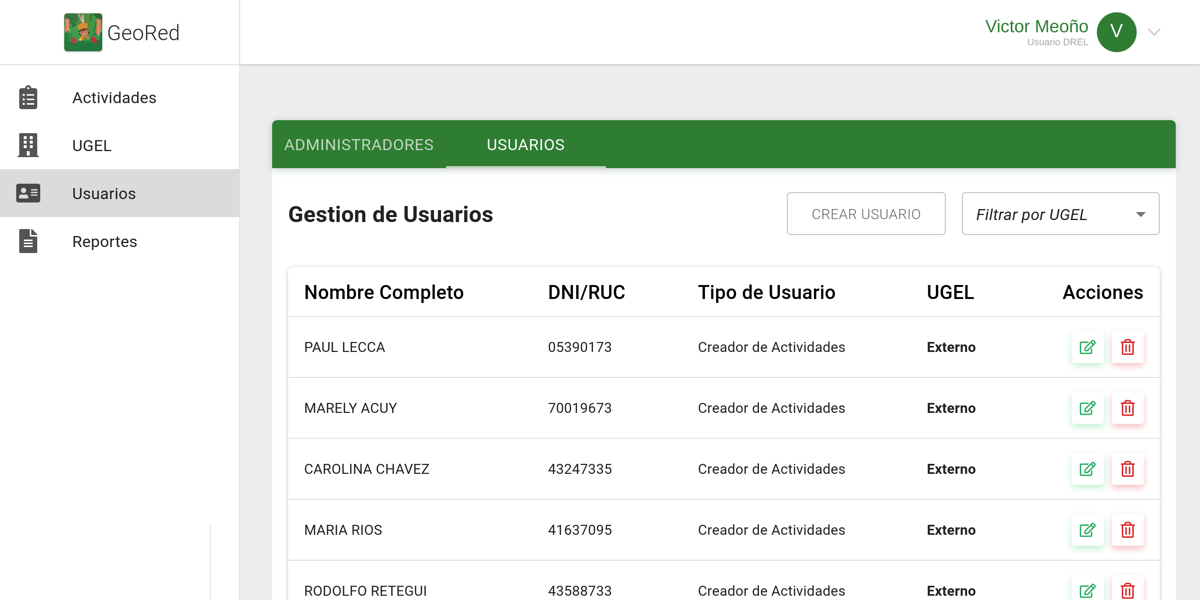 GeoRed
Victor Meoño
Usuario DREL
V
Actividades
UGEL
Usuarios
Reportes
ADMINISTRADORES USUARIOS
Gestion de Usuarios
CREAR USUARIO
Filtrar por UGEL
Nombre Completo DNI/RUC Tipo de Usuario UGEL Acciones
PAUL LECCA 05390173 Creador de Actividades Externo
MARELY ACUY 70019673 Creador de Actividades Externo
CAROLINA CHAVEZ 43247335 Creador de Actividades Externo
MARIA RIOS 41637095 Creador de Actividades Externo
RODOLFO RETEGUI 43588733 Creador de Actividades Externo